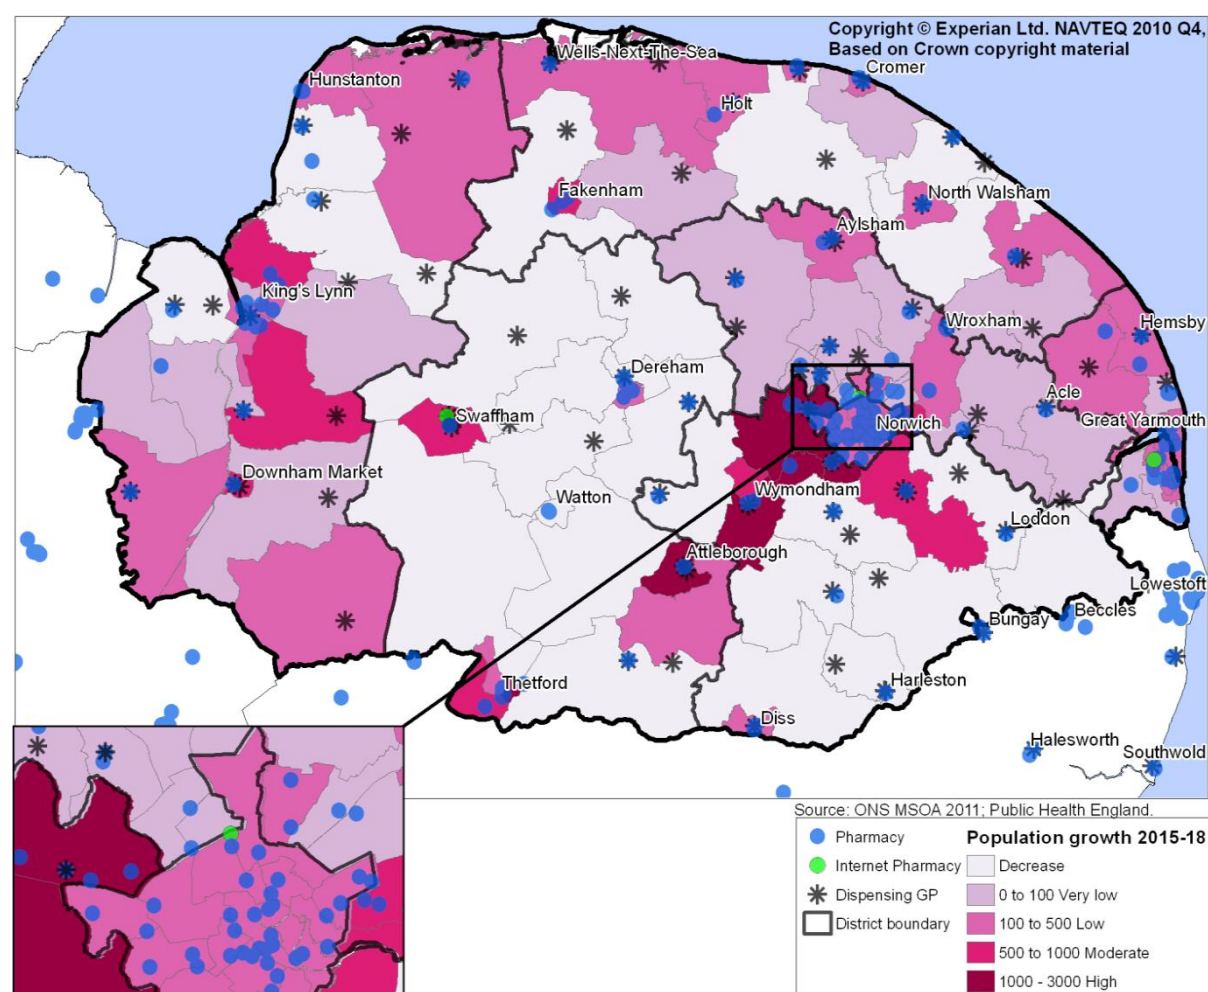 Copyright © Experian Ltd. NAVTEQ 2010 Q4,
Based on Crown copyright material
Wells-Next-The-Sea
Cromer
Hunstanton
Holt
Fakenham
North Walsham
Aylsham
King's Lynn
Wroxham
Hemsby
Dereham
Acle
Swaffham
Norwich
Great Yarmouth
Downham Market
Wymondham
Watton
Loddon
Attleborough
Lowestoft
Beccles
Bungay
Thetford
Harleston
Diss
Halesworth
Southwold
Source: ONS MSOA 2011; Public Health England.
Pharmacy
Internet Pharmacy
Dispensing GP
District boundary
Population growth 2015-18
Decrease
0 to 100 Very low
100 to 500 Low
500 to 1000 Moderate
1000 - 3000 High